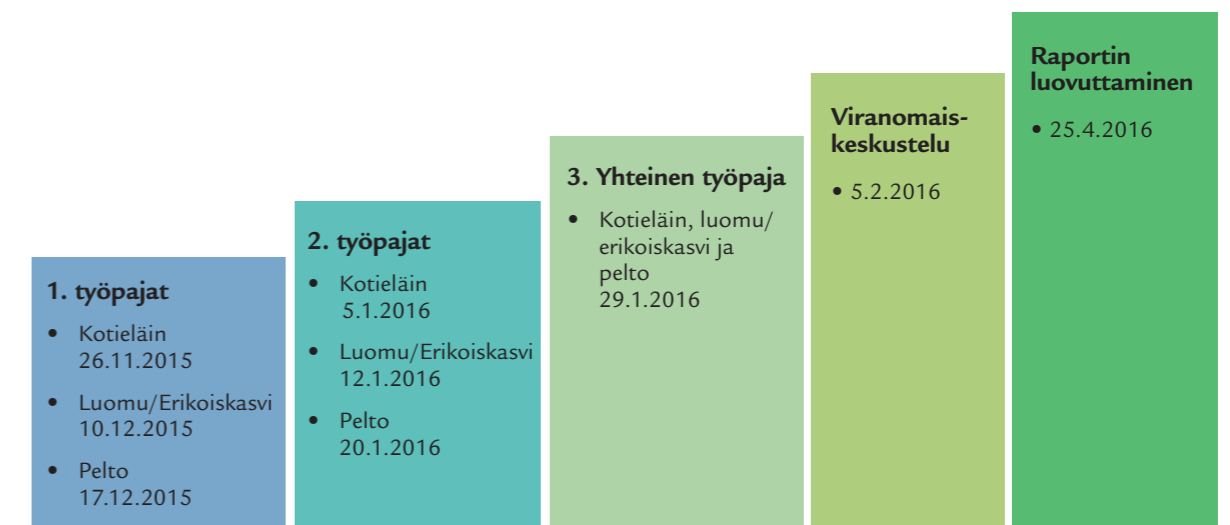 1. työpajat
• Kotieläin
26.11.2015
• Luomu/Erikoiskasvi
10.12.2015
• Pelto
17.12.2015
2. työpajat
• Kotieläin
5.1.2016
• Luomu/Erikoiskasvi
12.1.2016
• Pelto
20.1.2016
3. Yhteinen työpaja
• Kotieläin, luomu/
erikoiskasvi ja
pelto
29.1.2016
Viranomais-
keskustelu
• 5.2.2016
Raportin
luovuttaminen
• 25.4.2016